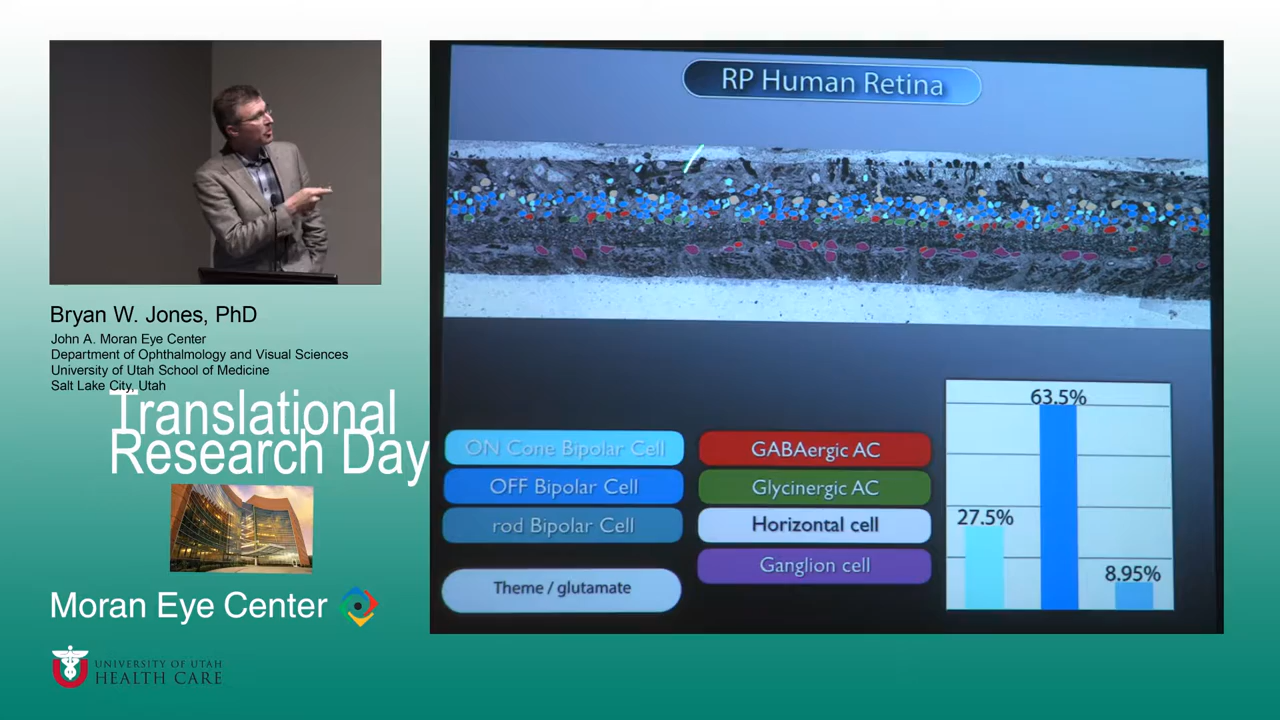 RP Human Retina
Bryan W. Jones, PhD
John A. Moran Eye Center
Department of Ophthalmology and Visual Sciences
University of Utah School of Medicine
Salt Lake City, Utah
Translational
Research Day
Moran Eye Center
UNIVERSITY OF UTAH
HEALTH CARE
ON Cone Bipolar Cell
OFF Bipolar Cell
rod Bipolar Cell
Theme / glutamate
GABAergic AC
Glycinergic AC
Horizontal cell
Ganglion cell
63.5%
27.5%
8.95%